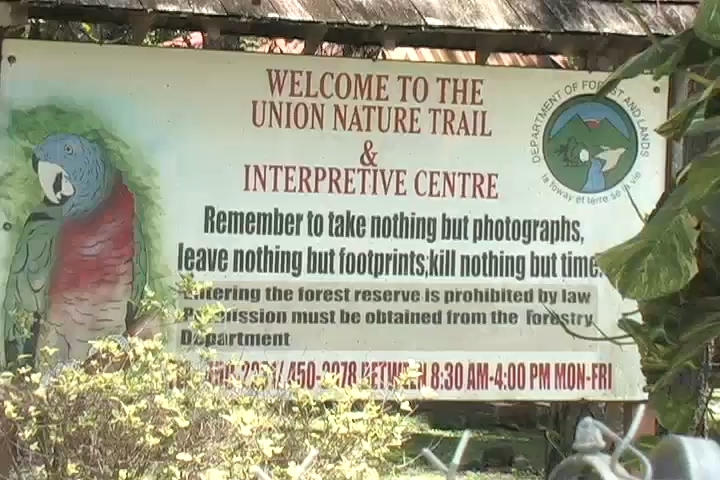 WELCOME TO THE
UNION NATURE TRAIL
&
INTERPRETIVE CENTRE
DEPARTMENT OF FOREST AND LANDS
Remember to take nothing but photographs,
leave nothing but footprints,kill nothing but time.
Entering the forest reserve is prohibited by law
Permission must be obtained from the Forestry
Department
BETWEEN 8:30 AM-4:00 PM MON-FRI